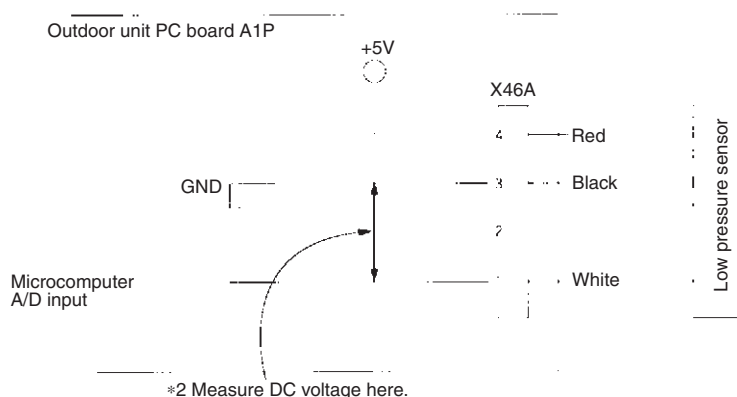 Outdoor unit PC board A1P
+5V
X46A
4
Red
GND
3
Black
2
Low pressure sensor
Microcomputer
A/D input
White
*2 Measure DC voltage here.